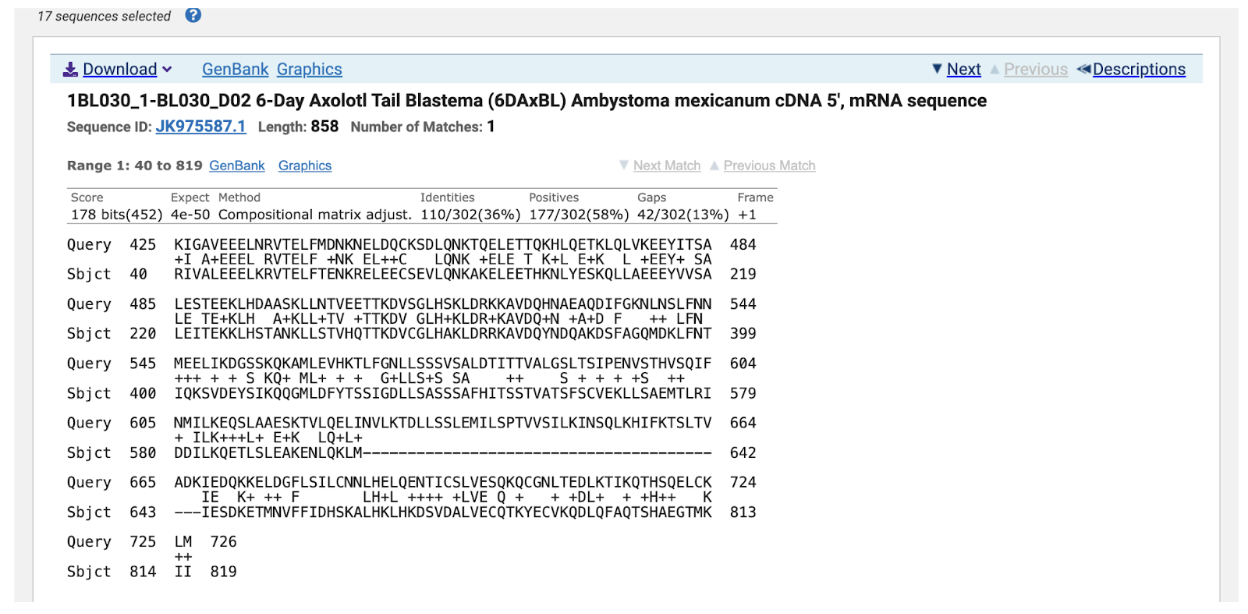 17 sequences selected ?
Download GenBank Graphics Next Previous Descriptions
1BL030_1-BL030_D02 6-Day Axolotl Tail Blastema (6DAxBL) Ambystoma mexicanum cDNA 5', mRNA sequence
Sequence ID: JK975587.1 Length: 858 Number of Matches: 1
Range 1: 40 to 819 GenBank Graphics Next Match Previous Match
Score Expect Method Identities Positives Gaps Frame
178 bits(452) 4e-50 Compositional matrix adjust. 110/302(36%) 177/302(58%) 42/302(13%) +1
Query 425 KIGAVEEELNRVTELFMDNKNELDQCKSDLQNKTQELETTQKHLQETKLQLVKEEYITSA 484
+I A+EEEL RVTELF +NK EL++C LQNK +ELE T K+L E+K L +EEY+ SA
Sbjct 40 RIVALEEELKRVTELFTENKRELEECSEVLQNKAKELEETHKNLYESKQLLAEEEYVVSA 219
Query 485 LESTEEKLHDAASKLLNTVEETTKDVSGLHSKLDRKKAVDQHNAEAQDIFGKNLNSLFNN 544
LE TE+KLH A+KLL+TV +TTKDV GLH+KLDR+KAVDQ+N +A+D F ++ LFN
Sbjct 220 LEITEKKLHSTANKLLSTVHQTTKDVCGLHAKLDRRKAVDQYNDQAKDSFAGQMDKLFNT 399
Query 545 MEELIKDGSSKQKAMLEVHKTLFGNLLSSSVSALDTITTVALGSLTSIPENVSTHVSQIF 604
+++ + + S KQ+ ML+ + + G+LLS+S SA ++ S + + + +S ++
Sbjct 400 IQKSVDEYSIKQQGMLDFYTSSIGDLLSASSSAFHITSSTVATSFSCVEKLLSAEMTLRI 579
Query 605 NMILKEQSLAAESKTVLQELINVLKTDLLSSLEMILSPTVVSILKINSQLKHIFKTSLTV 664
+ ILK+++L+ E+K LQ+L+
Sbjct 580 DDILKQETLSLEAKENLQKLM–------------------------------------- 642
Query 665 ADKIEDQKKELDGFLSILCNNLHELQENTICSLVESQKQCGNLTEDLKTIKQTHSQELCK 724
IE K+ ++ F LH+L ++++ +LVE Q + + +DL+ + +H++ K
Sbjct 643 ---IESDKETMNVFFIDHSKALHKLHKDSVDALVECQTKYECVKQDLQFAQTSHAEGTMK 813
Query 725 LM 726
++
Sbjct 814 II 819